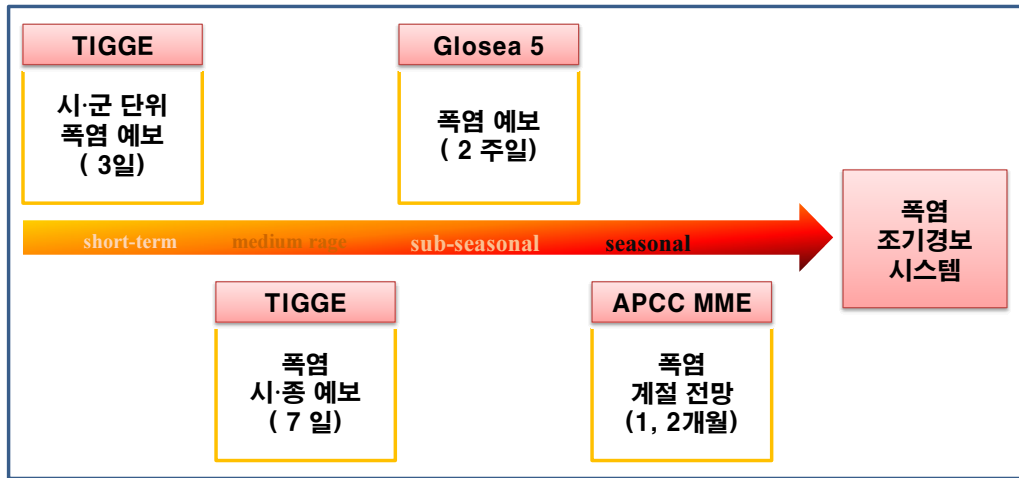 TIGGE
시·군 단위
폭염 예보
( 3일)
Glosea 5
폭염 예보
( 2 주일)
short-term
medium rage
sub-seasonal
seasonal
폭염
조기경보
시스템
TIGGE
폭염
시·종 예보
( 7 일)
APCC MME
폭염
계절 전망
(1, 2개월)